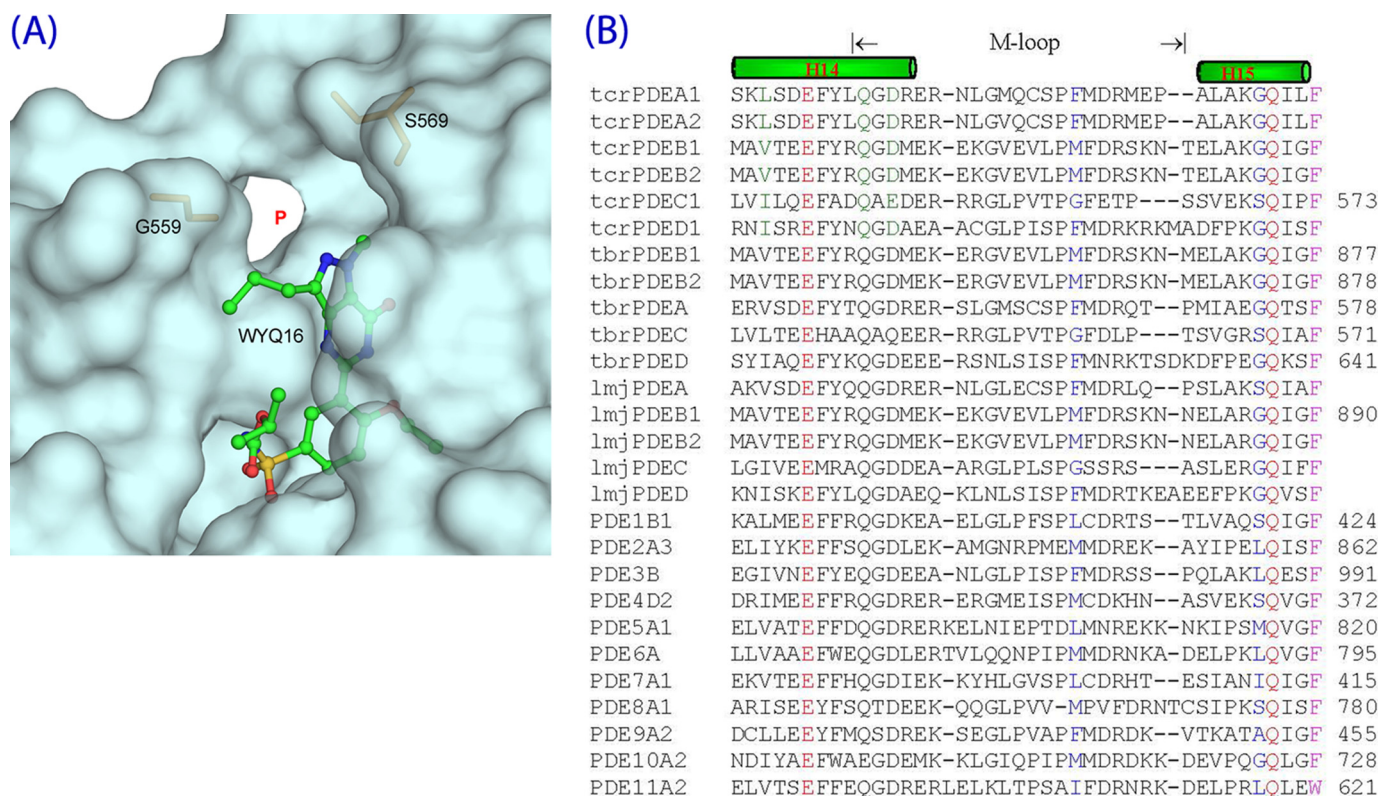 (A)
S569
G559
P
WYQ16
(B)
|← M-loop →|
H14 H15
tcrPDEA1 SKLSDEFYLQGDRER-NLGMQCSPFMDRMEP--ALAKGQILF
tcrPDEA2 SKLSDEFYLQGDRER-NLGVQCSPFMDRMEP--ALAKGQILF
tcrPDEB1 MAVTEEFYRQGDMEK-EKGVEVLPMFDRSKN-TELAKGQIGF
tcrPDEB2 MAVTEEFYRQGDMEK-EKGVEVLPMFDRSKN-TELAKGQIGF
tcrPDEC1 LVILQEFADQAEDER-RRGLPVTPGFETP---SSVEKSQIPF 573
tcrPDED1 RNISREFYNQGDAEA-ACGLPISPFMDRKRKMADFPKGQISF
tbrPDEB1 MAVTEEFYRQGDMEK-EKGVEVLPMFDRSKN-MELAKGQIGF 877
tbrPDEB2 MAVTEEFYRQGDMEK-EKGVEVLPMFDRSKN-MELAKGQIGF 878
tbrPDEA ERVSDEFYTQGDRER-SLGMSCSPFMDRQT--PMIAEGQTSF 578
tbrPDEC LVLTEEHAAQAQEER-RRGLPVTPGFDLP---TSVGRSQIAF 571
tbrPDED SYIAQEFYKQGDEEE-RSNLSISPFMNRKTSDKDFPEGQKSF 641
lmjPDEA AKVSDEFYQQGDREE-NLGLECSPFMDRLQ--PSLAKSQIAF
lmjPDEB1 MAVTEEFYRQGDMEK-EKGVEVLPMFDRSKN-NELARGQIGF 890
lmjPDEB2 MAVTEEFYRQGDMEK-EKGVEVLPMFDRSKN-NELARGQIGF
lmjPDEC LGIVEEMRAQGDDEA-ARGLPLSPGSSRS---ASLERGQIFF
lmjPDED KNISKEFYLQGDAEQ-KLNLSISPFMDRTKEAEEFPKGQVSF
PDE1B1 KALMEEFFRQGDKEA-ELGLPFSPLCDRTS--TLVAQSQIGF 424
PDE2A3 ELIYKEFFSQGDLEK-AMGNRPMEMMDREK--AYIPELQISF 862
PDE3B EGIVNEFYEQGDEEA-NLGLPISPFMDRSS--PQLAKLQESF 991
PDE4D2 DRIMEEFFRQGDRER-ERGMEISPMCDKHN--ASVEKSQVGF 372
PDE5A1 ELVATEFFDQGDRERKELNIEPTDLMNREKK-NKIPSMQVGF 820
PDE6A LLVAAEFWEQGDLERTVLQQNPIPMMDRNKA-DELPKLQVGF 795
PDE7A1 EKVTEEFFHQGDIEK-KYHLGVSPLCDRHT--ESIANIQIGF 415
PDE8A1 ARISEEYFSQTDEEK-QQGLPVV-MPVFDRNTCSIPKSQISF 780
PDE9A2 DCLLEEYFMQSDREK-SEGLPVAPFMDRDK--VTKATAQIGF 455
PDE10A2 NDIYAEFWAEGDEMK-KLGIQPIPMMDRDKK-DEVPQGQLGF 728
PDE11A2 ELVTSEFFEQGDRERLELKLTPSAIFDRNRK-DELPRLQLEW 621